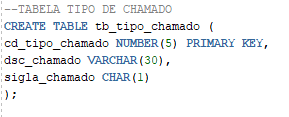 --TABELA TIPO DE CHAMADO
CREATE TABLE tb_tipo_chamado (
cd_tipo_chamado NUMBER(5) PRIMARY KEY,
dsc_chamado VARCHAR(30),
sigla_chamado CHAR(1)
);